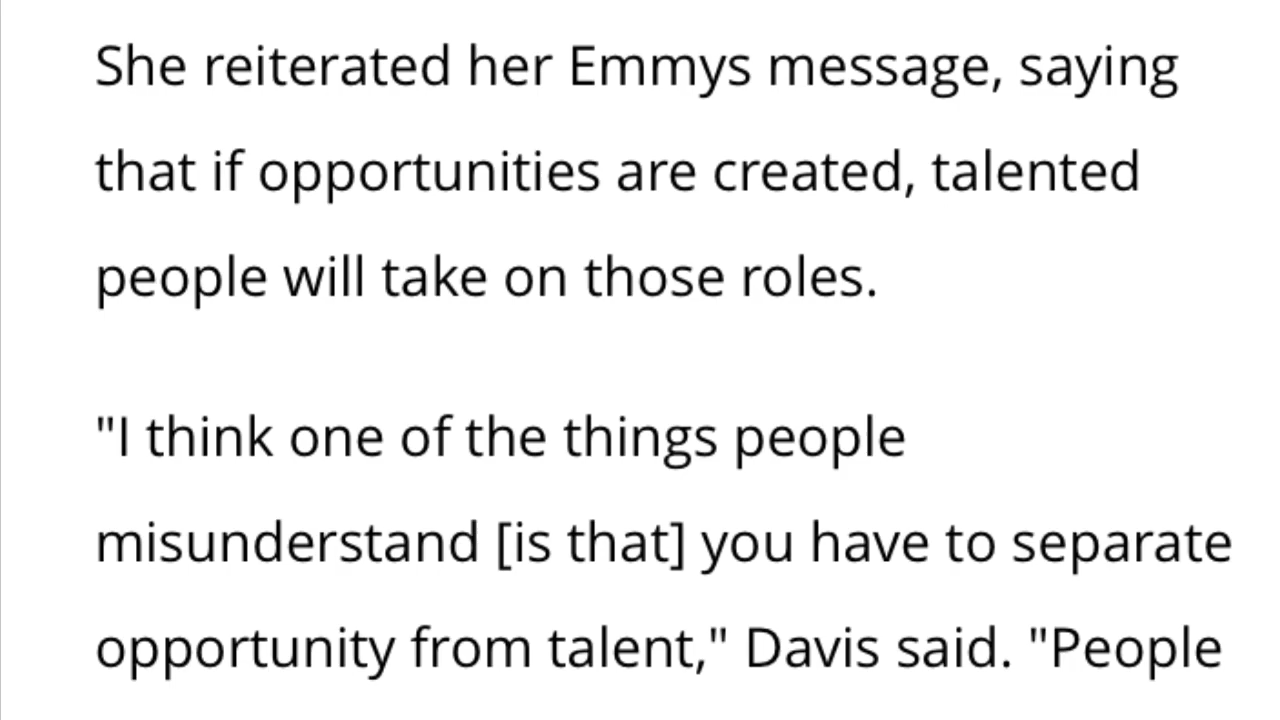 She reiterated her Emmys message, saying
that if opportunities are created, talented
people will take on those roles.
"I think one of the things people
misunderstand [is that] you have to separate
opportunity from talent," Davis said. "People